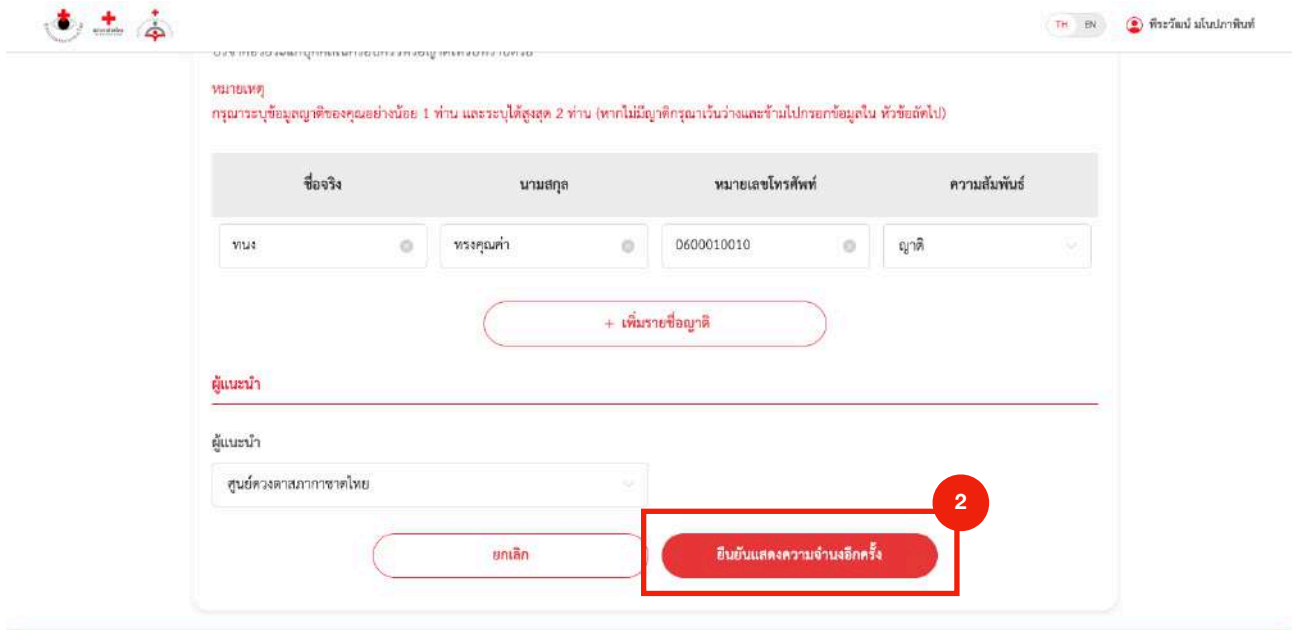 TH EN พีระวัฒน์ มโนปภาพินท์
หมายเหตุ
กรุณาระบุข้อมูลญาติของคุณอย่างน้อย 1 ท่าน และระบุได้สูงสุด 2 ท่าน (หากไม่มีญาติกรุณาเว้นว่างและข้ามไปกรอกข้อมูลใน หัวข้อถัดไป)
ชื่อจริง นามสกุล หมายเลขโทรศัพท์ ความสัมพันธ์
ทนง ทรงคุณค่า 0600010010 ญาติ
+ เพิ่มรายชื่อญาติ
ผู้แนะนำ
ผู้แนะนำ
ศูนย์ดวงตาสภากาชาดไทย
2
ยกเลิก ยืนยันแสดงความจำนงอีกครั้ง